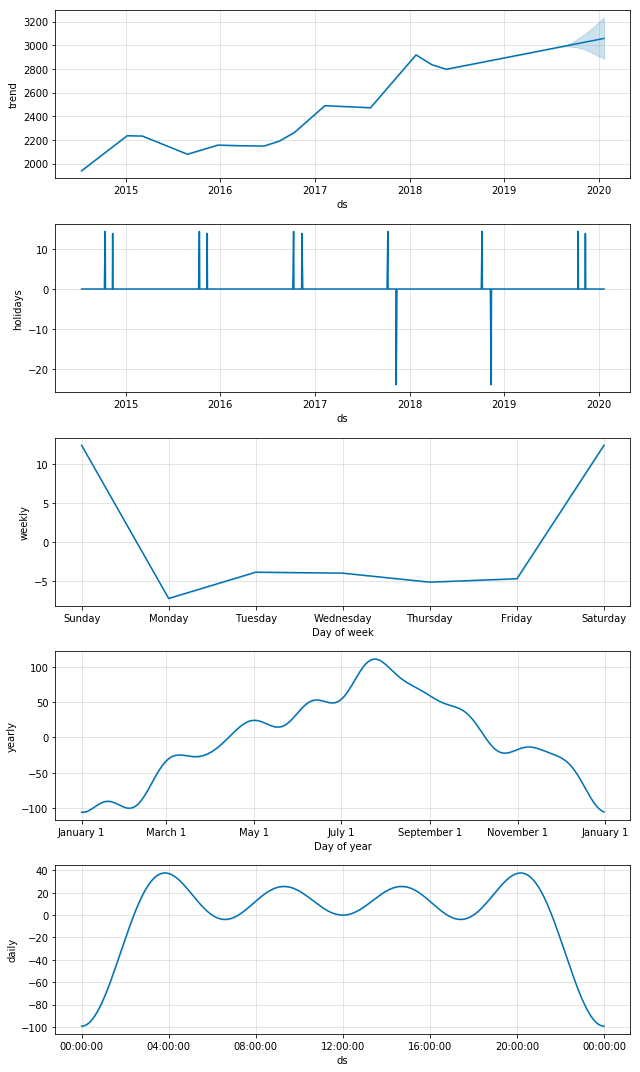 3200
3000
2800
2600
2400
2200
2000
trend
2015 2016 2017 2018 2019 2020
ds
10
0
−10
−20
holidays
2015 2016 2017 2018 2019 2020
ds
10
5
0
−5
weekly
Sunday Monday Tuesday Wednesday Thursday Friday Saturday
Day of week
100
50
0
−50
−100
yearly
January 1 March 1 May 1 July 1 September 1 November 1 January 1
Day of year
40
20
0
−20
−40
−60
−80
−100
daily
00:00:00 04:00:00 08:00:00 12:00:00 16:00:00 20:00:00 00:00:00
ds